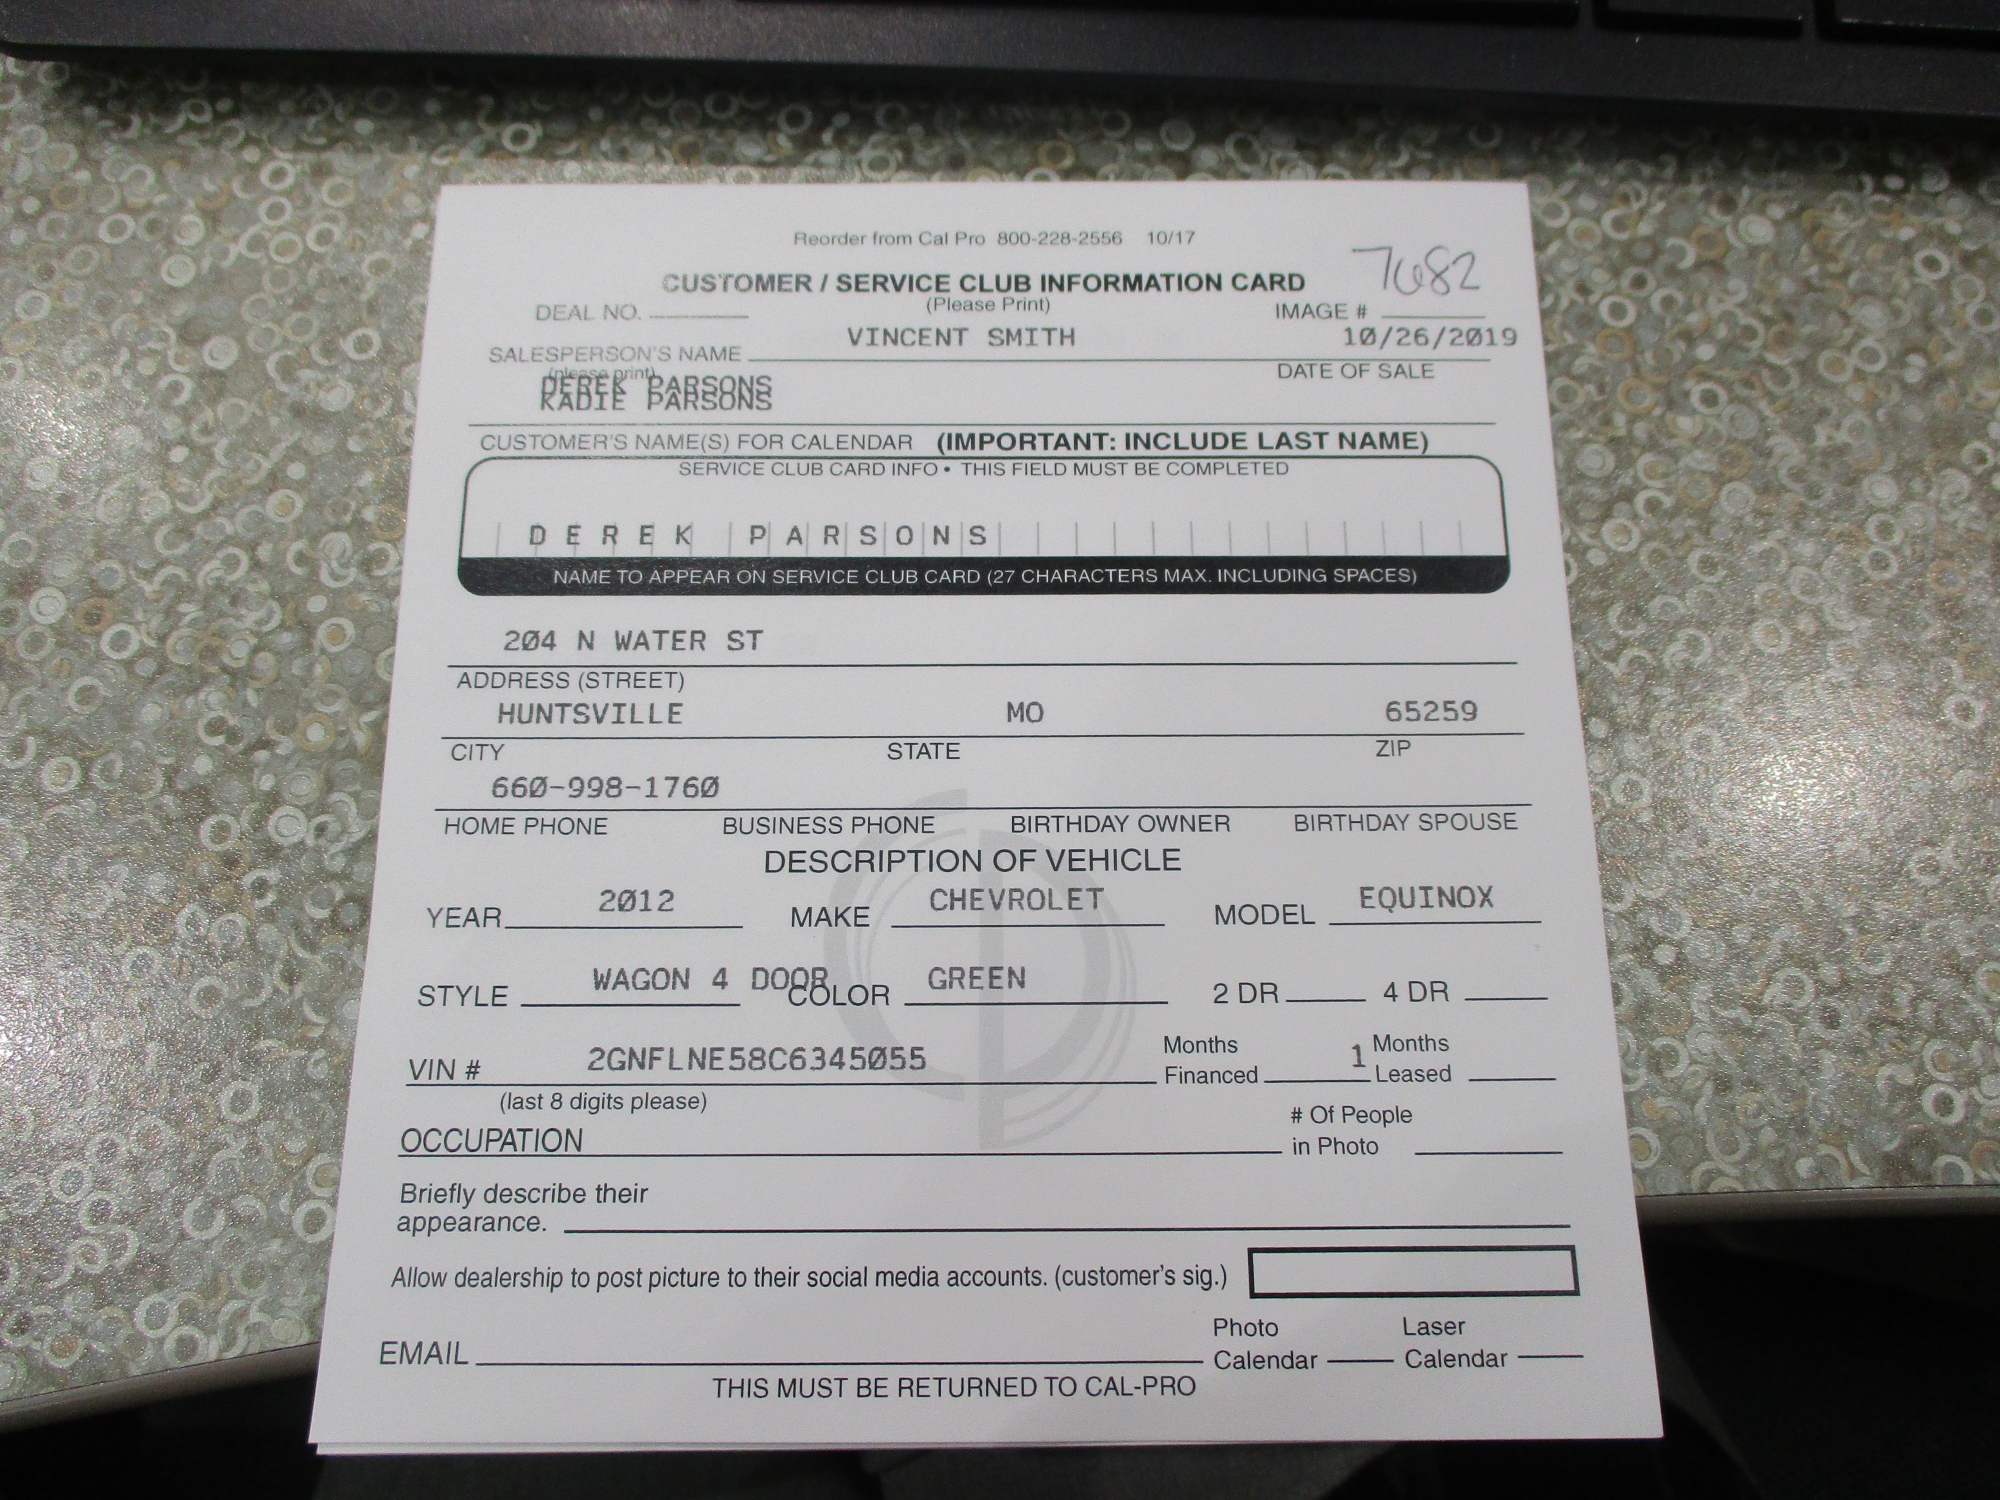 Reorder from Cal Pro 800-228-2556 10/17
7682
CUSTOMER / SERVICE CLUB INFORMATION CARD
(Please Print)
DEAL NO. IMAGE #
VINCENT SMITH 10/26/2019
SALESPERSON'S NAME DATE OF SALE
(please print)
DEREK PARSONS
KADIE PARSONS
CUSTOMER'S NAME(S) FOR CALENDAR (IMPORTANT: INCLUDE LAST NAME)
SERVICE CLUB CARD INFO • THIS FIELD MUST BE COMPLETED
DEREK PARSONS
NAME TO APPEAR ON SERVICE CLUB CARD (27 CHARACTERS MAX. INCLUDING SPACES)
204 N WATER ST
ADDRESS (STREET)
HUNTSVILLE MO 65259
CITY STATE ZIP
660-998-1760
HOME PHONE BUSINESS PHONE BIRTHDAY OWNER BIRTHDAY SPOUSE
DESCRIPTION OF VEHICLE
YEAR 2012 MAKE CHEVROLET MODEL EQUINOX
STYLE WAGON 4 DOOR COLOR GREEN 2 DR 4 DR
VIN # 2GNFLNE58C6345055 Months Financed 1 Months Leased
(last 8 digits please)
OCCUPATION # Of People in Photo
Briefly describe their
appearance.
Allow dealership to post picture to their social media accounts. (customer's sig.)
EMAIL Photo Calendar Laser Calendar
THIS MUST BE RETURNED TO CAL-PRO